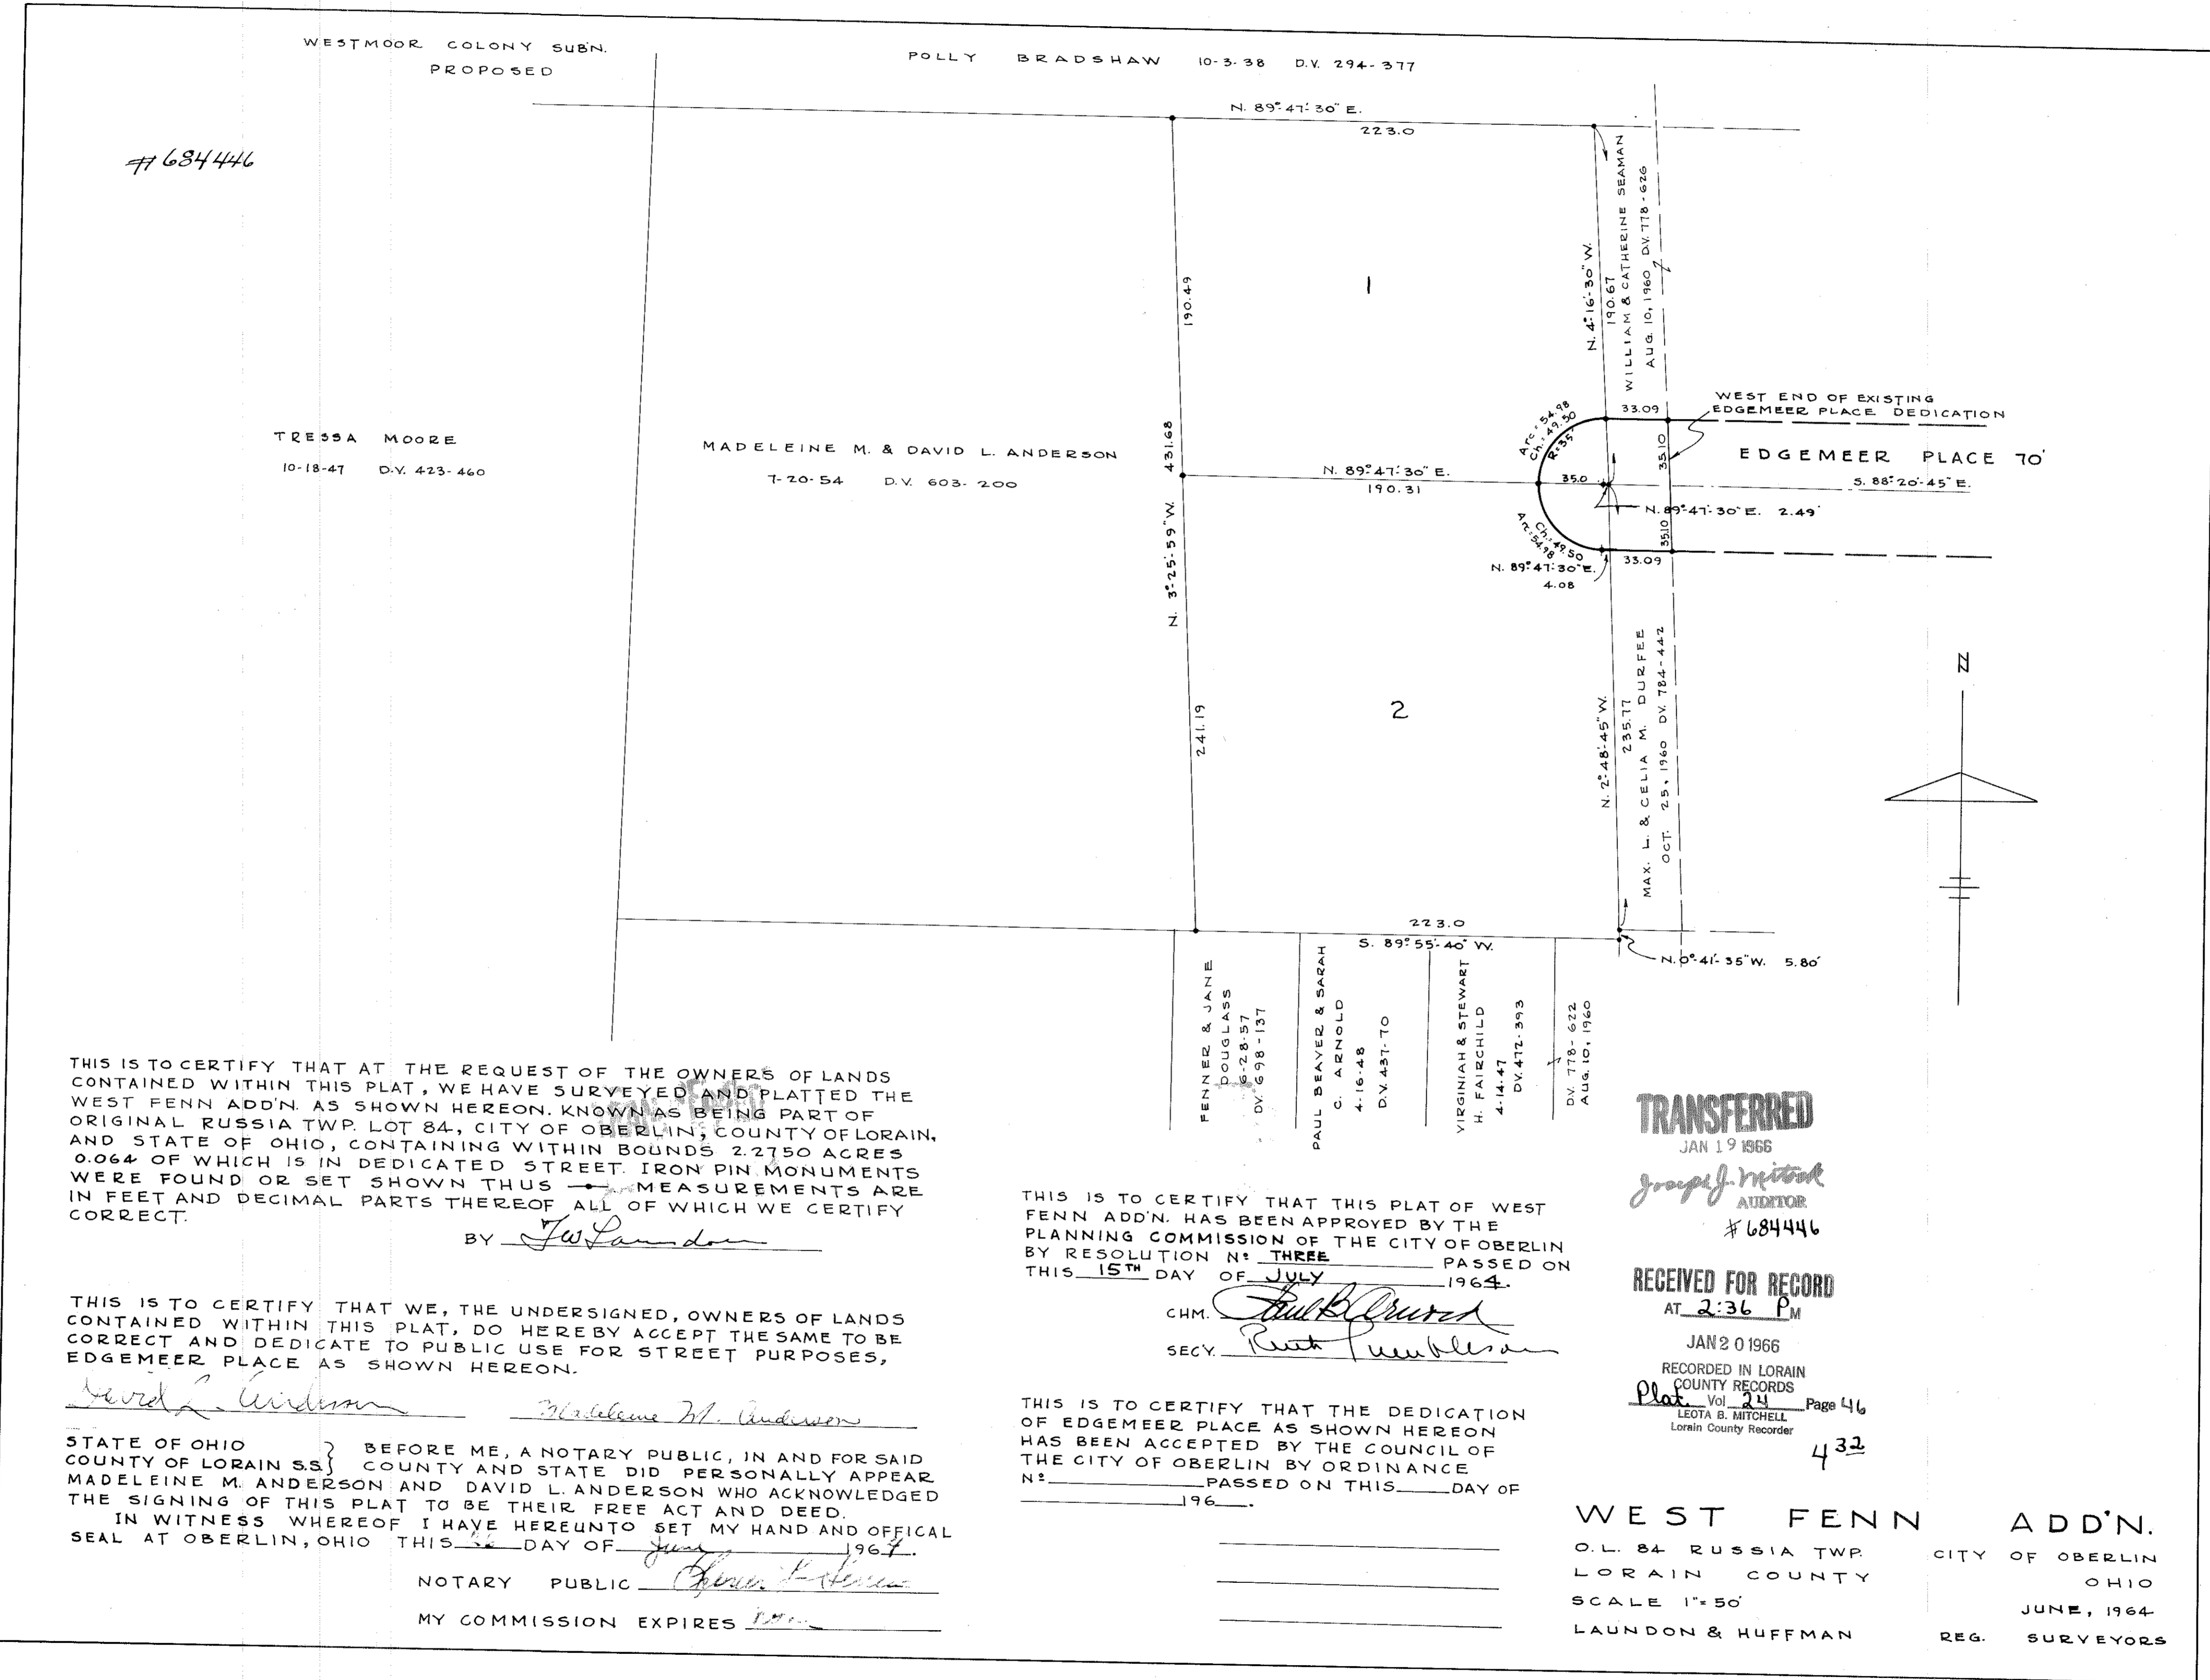 WESTMOOR COLONY SUB'N.
PROPOSED
POLLY BRADSHAW 10-3-38 D.V. 294-377
#684446
N. 89°-47'-30" E.
223.0
190.49
1
N. 4°-16'-30" W.
190.67
WILLIAM & CATHERINE SEAMAN
AUG. 10, 1960 D.V. 778-626
WEST END OF EXISTING
EDGEMEER PLACE DEDICATION
33.09
Arc = 54.98
Ch. = 49.50
R=35'
35.10
EDGEMEER PLACE 70'
S. 88°-20'-45" E.
TRESSA MOORE
10-18-47 D.V. 423-460
MADELEINE M. & DAVID L. ANDERSON
7-20-54 D.V. 603-200
N. 3°-25'-59" W. 431.68
N. 89°-47'-30" E.
190.31
35.0
N. 89°-47'-30" E. 2.49'
35.10
Ch. = 49.50
Arc = 54.98
33.09
N. 89°-47'-30" E.
4.08
241.19
2
N. 2°-48'-45" W.
235.77
MAX. L. & CELIA M. DURFEE
OCT. 25, 1960 DV. 784-442
N
223.0
S. 89°-55'-40" W.
N. 0°-41'-35" W. 5.80'
FENNER & JANE
DOUGLASS
6-28-57
DV. 698-137
PAUL BEAVER & SARAH
C. ARNOLD
4-16-48
D.V. 437-70
VIRGINIAH & STEWART
H. FAIRCHILD
4-14-47
DV. 472-393
D.V. 778-622
AUG. 10, 1960
THIS IS TO CERTIFY THAT AT THE REQUEST OF THE OWNERS OF LANDS
CONTAINED WITHIN THIS PLAT, WE HAVE SURVEYED AND PLATTED THE
WEST FENN ADD'N. AS SHOWN HEREON. KNOWN AS BEING PART OF
ORIGINAL RUSSIA TWP. LOT 84, CITY OF OBERLIN, COUNTY OF LORAIN,
AND STATE OF OHIO, CONTAINING WITHIN BOUNDS 2.2750 ACRES
0.064 OF WHICH IS IN DEDICATED STREET. IRON PIN MONUMENTS
WERE FOUND OR SET SHOWN THUS MEASUREMENTS ARE
IN FEET AND DECIMAL PARTS THEREOF ALL OF WHICH WE CERTIFY
CORRECT.
BY
THIS IS TO CERTIFY THAT WE, THE UNDERSIGNED, OWNERS OF LANDS
CONTAINED WITHIN THIS PLAT, DO HEREBY ACCEPT THE SAME TO BE
CORRECT AND DEDICATE TO PUBLIC USE FOR STREET PURPOSES,
EDGEMEER PLACE AS SHOWN HEREON.
David L. Anderson Madeleine M. Anderson
STATE OF OHIO
COUNTY OF LORAIN S.S.}
BEFORE ME, A NOTARY PUBLIC, IN AND FOR SAID
COUNTY AND STATE DID PERSONALLY APPEAR
MADELEINE M. ANDERSON AND DAVID L. ANDERSON WHO ACKNOWLEDGED
THE SIGNING OF THIS PLAT TO BE THEIR FREE ACT AND DEED.
IN WITNESS WHEREOF I HAVE HEREUNTO SET MY HAND AND OFFICAL
SEAL AT OBERLIN, OHIO THIS DAY OF June 1964.
NOTARY PUBLIC
MY COMMISSION EXPIRES
THIS IS TO CERTIFY THAT THIS PLAT OF WEST
FENN ADD'N. HAS BEEN APPROVED BY THE
PLANNING COMMISSION OF THE CITY OF OBERLIN
BY RESOLUTION Nº THREE PASSED ON
THIS 15TH DAY OF JULY 1964.
CHM.
SEC'Y. Ruth
THIS IS TO CERTIFY THAT THE DEDICATION
OF EDGEMEER PLACE AS SHOWN HEREON
HAS BEEN ACCEPTED BY THE COUNCIL OF
THE CITY OF OBERLIN BY ORDINANCE
Nº PASSED ON THIS DAY OF
196 .
TRANSFERRED
JAN 19 1966
Joseph J.
AUDITOR
#684446
RECEIVED FOR RECORD
AT 2:36 PM
JAN 20 1966
RECORDED IN LORAIN
COUNTY RECORDS
Plat Vol 24 Page 46
LEOTA B. MITCHELL
Lorain County Recorder
4 32
WEST FENN ADD'N.
O.L. 84 RUSSIA TWP. CITY OF OBERLIN
LORAIN COUNTY OHIO
SCALE 1"=50' JUNE, 1964
LAUNDON & HUFFMAN REG. SURVEYORS